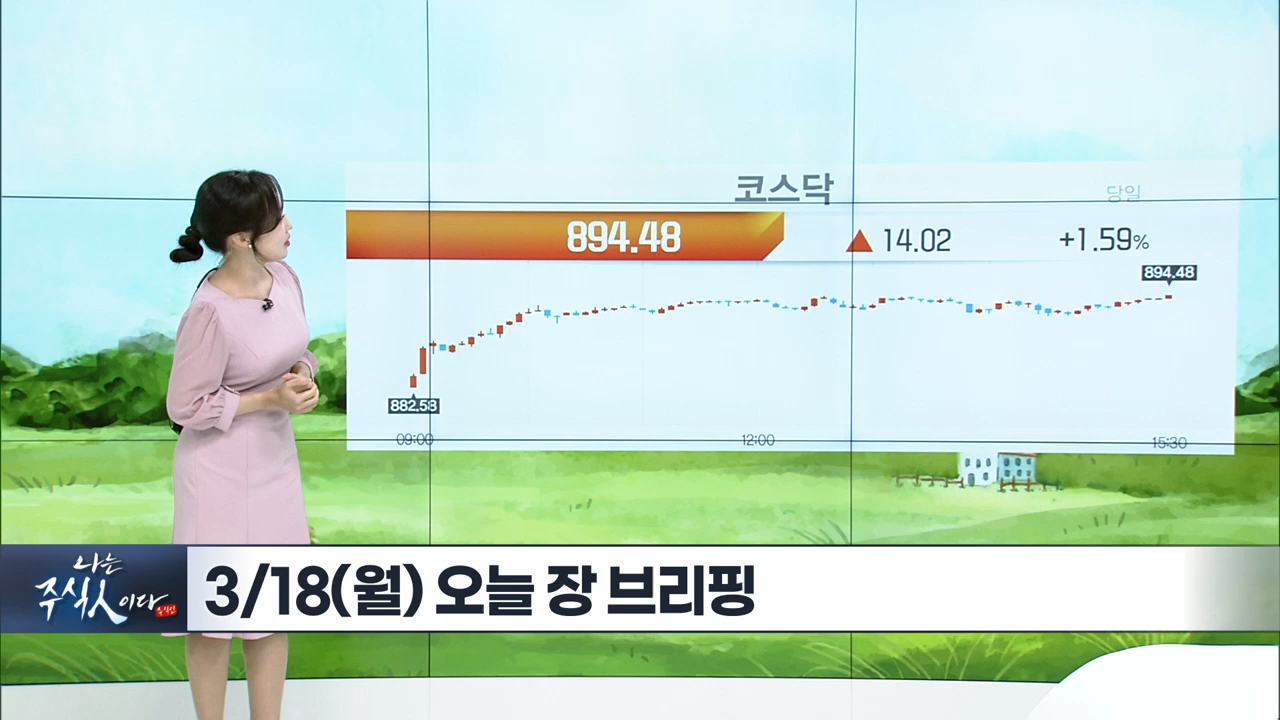 코스닥
당일
894.48
▲ 14.02
+1.59%
894.48
882.53
09:00
12:00
15:30
나는
주식人이다
3/18(월) 오늘 장 브리핑